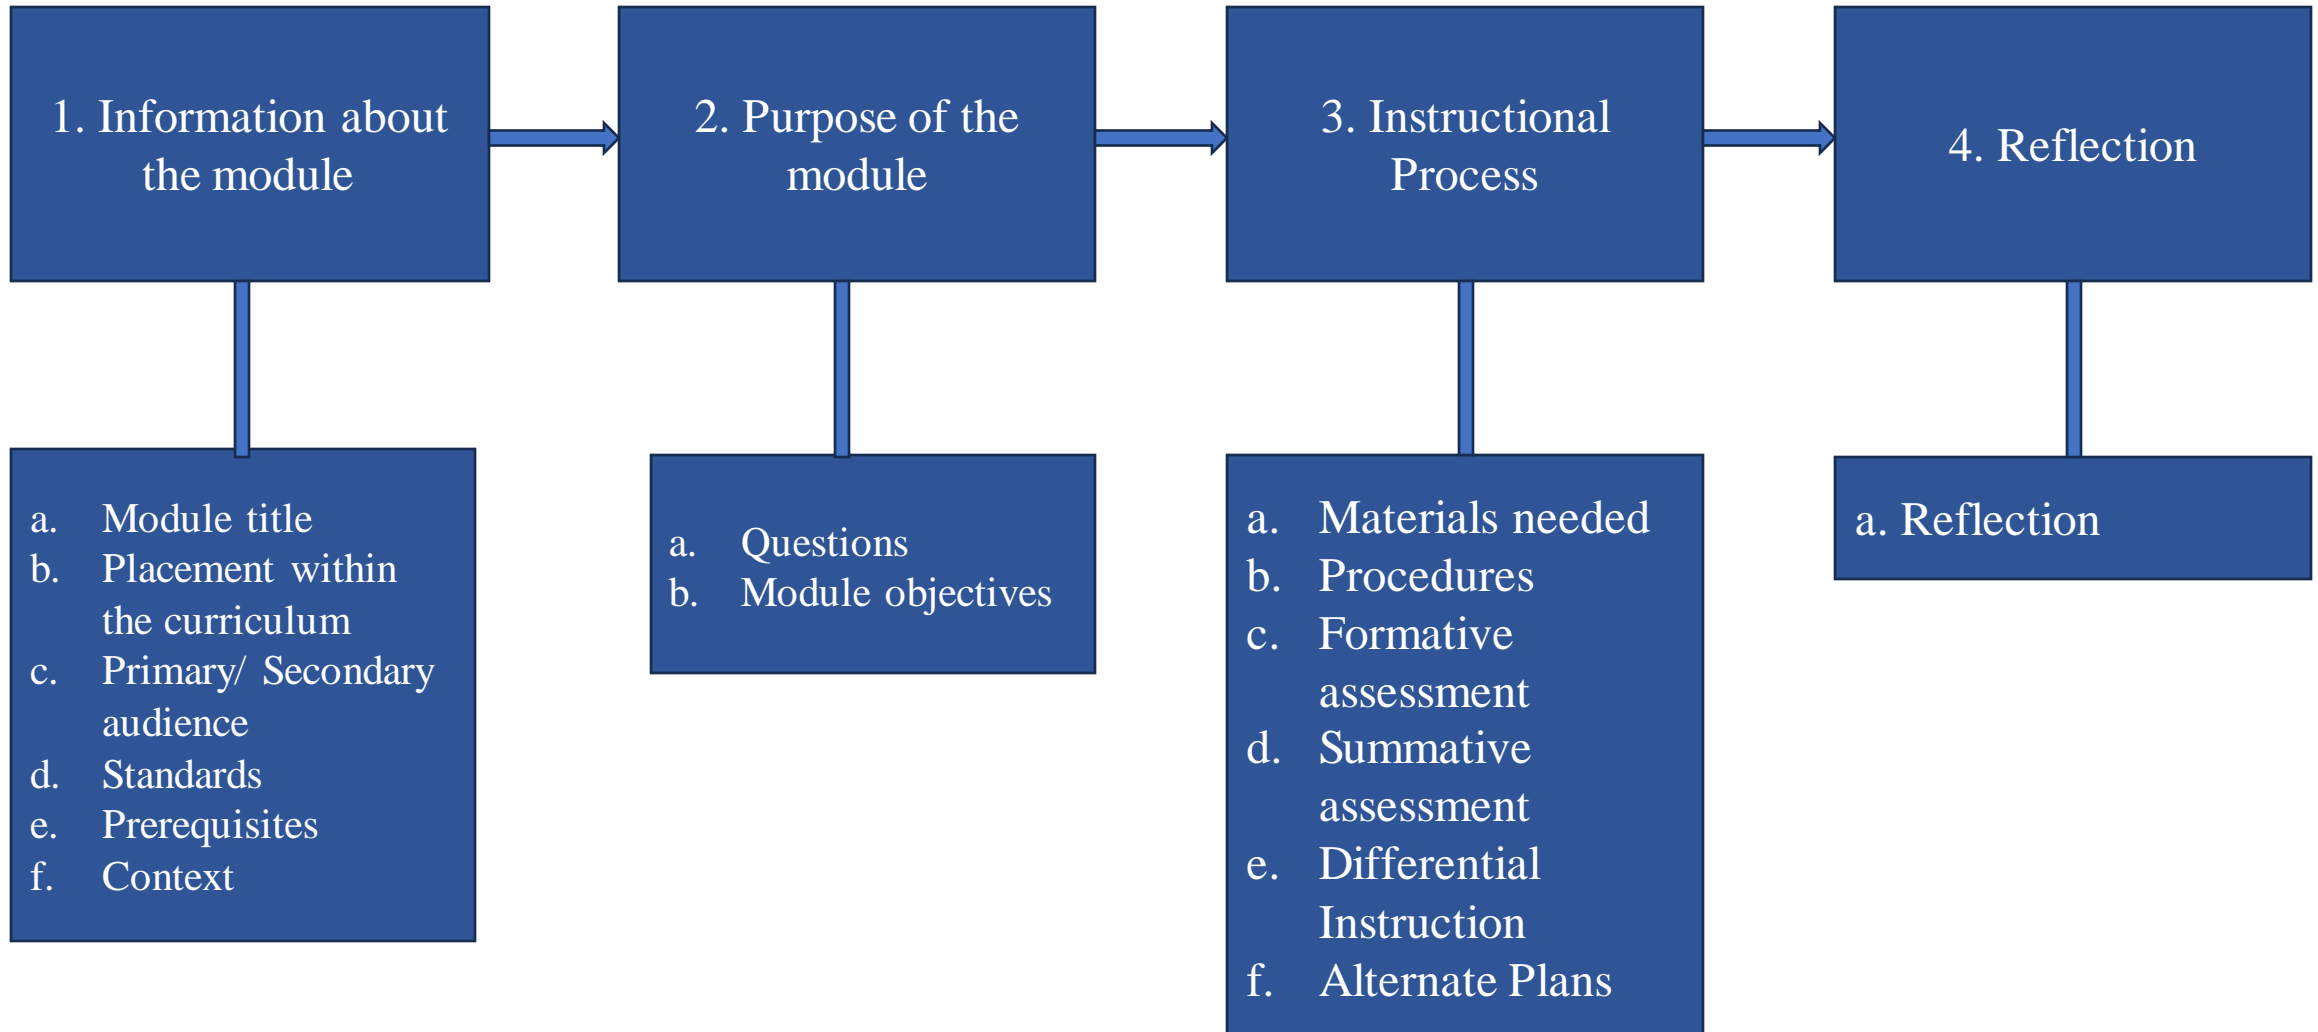 1. Information about
the module
2. Purpose of the
module
3. Instructional
Process
4. Reflection
a. Module title
b. Placement within
the curriculum
c. Primary/ Secondary
audience
d. Standards
e. Prerequisites
f. Context
a. Questions
b. Module objectives
a. Materials needed
b. Procedures
c. Formative
assessment
d. Summative
assessment
e. Differential
Instruction
f. Alternate Plans
a. Reflection